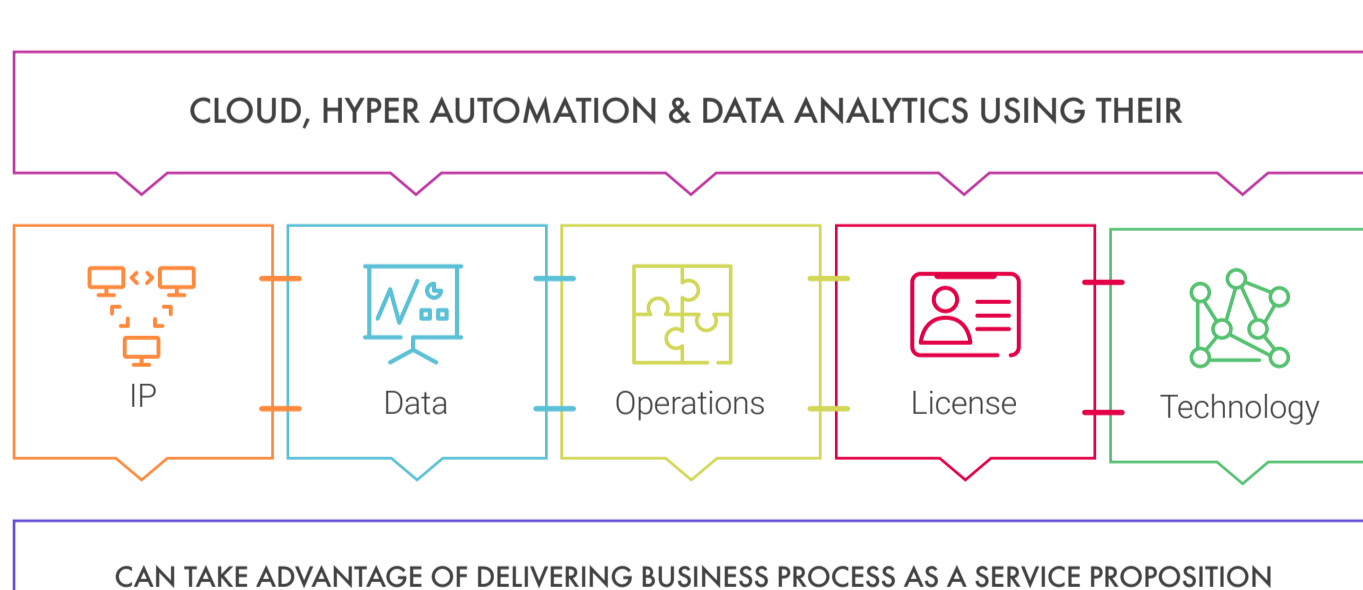 CLOUD, HYPER AUTOMATION & DATA ANALYTICS USING THEIR
IP
Data
Operations
License
Technology
CAN TAKE ADVANTAGE OF DELIVERING BUSINESS PROCESS AS A SERVICE PROPOSITION